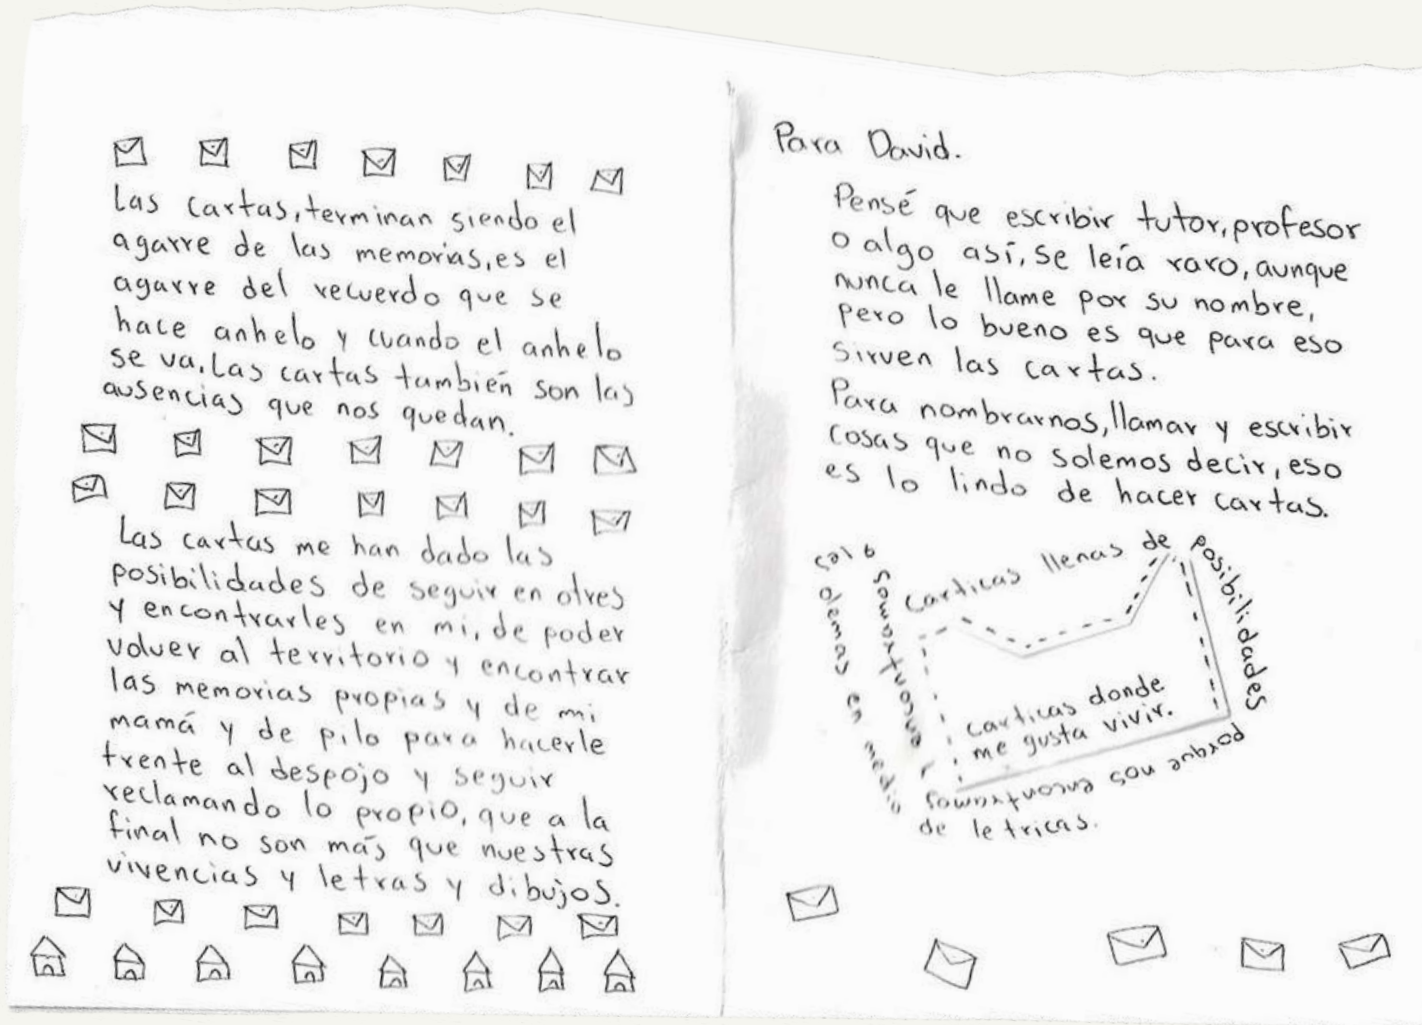 Las cartas, terminan siendo el
agarre de las memorias, es el
agarre del recuerdo que se
hace anhelo y cuando el anhelo
se va. Las cartas también son las
ausencias que nos quedan.
Las cartas me han dado las
posibilidades de seguir en otres
y encontrarles en mi, de poder
volver al territorio y encontrar
las memorias propias y de mi
mamá y de pilo para hacerle
frente al despojo y seguir
reclamando lo propio, que a la
final no son más que nuestras
vivencias y letras y dibujos.
Para David.
Pensé que escribir tutor, profesor
o algo así, se leía raro, aunque
nunca le llame por su nombre,
pero lo bueno es que para eso
sirven las cartas.
Para nombrarnos, llamar y escribir
cosas que no solemos decir, eso
es lo lindo de hacer cartas.
Carticas llenas de
posibilidades
porque nos encontramos
y encontramos a les
demas en medio
de letricas.
carticas donde
me gusta vivir.